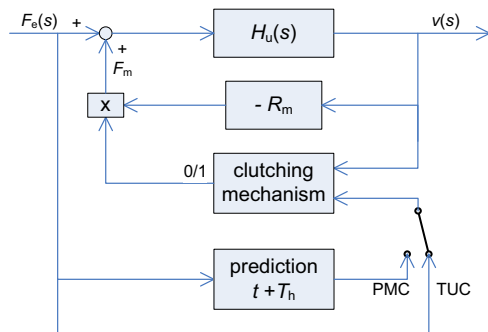 Fe(s)
+
Hu(s)
v(s)
+
Fm
x
- Rm
0/1
clutching
mechanism
prediction
t +Th
PMC
TUC